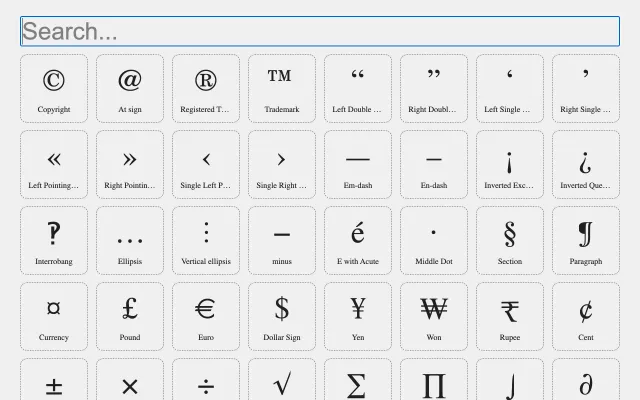 Search...
© @ ® ™ “ ” ‘ ’
Copyright At sign Registered T... Trademark Left Double ... Right Doubl... Left Single ... Right Single ...
« » ‹ › — – ¡ ¿
Left Pointing... Right Pointin... Single Left P... Single Right ... Em-dash En-dash Inverted Exc... Inverted Que...
‽ … ⋮ − é · § ¶
Interrobang Ellipsis Vertical ellipsis minus E with Acute Middle Dot Section Paragraph
¤ £ € $ ¥ ₩ ₹ ¢
Currency Pound Euro Dollar Sign Yen Won Rupee Cent
± × ÷ √ ∑ ∏ ∫ ∂